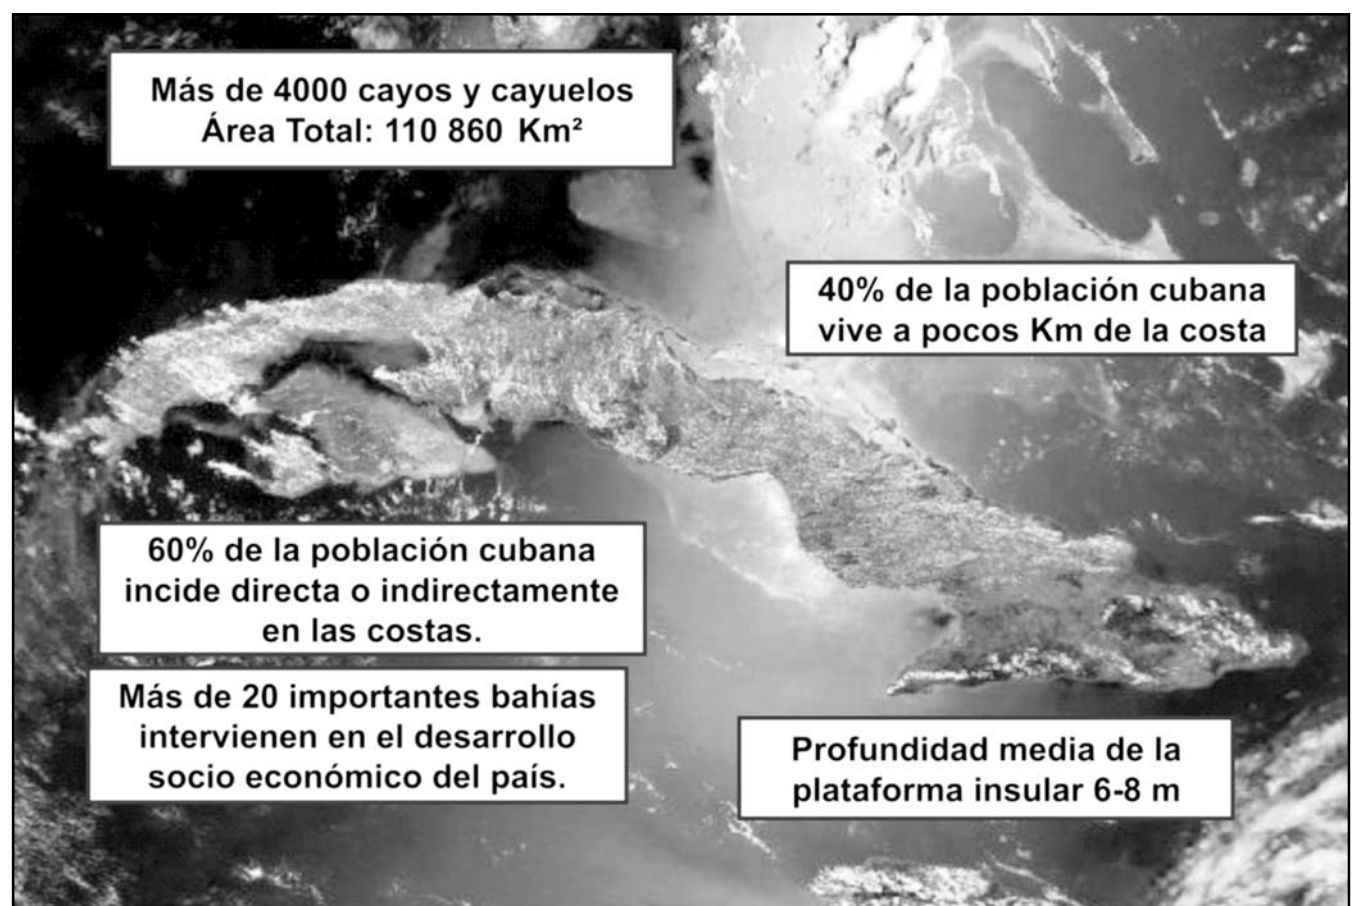 Más de 4000 cayos y cayuelos
Área Total: 110 860 Km²
40% de la población cubana
vive a pocos Km de la costa
60% de la población cubana
incide directa o indirectamente
en las costas.
Más de 20 importantes bahías
intervienen en el desarrollo
socio económico del país.
Profundidad media de la
plataforma insular 6-8 m